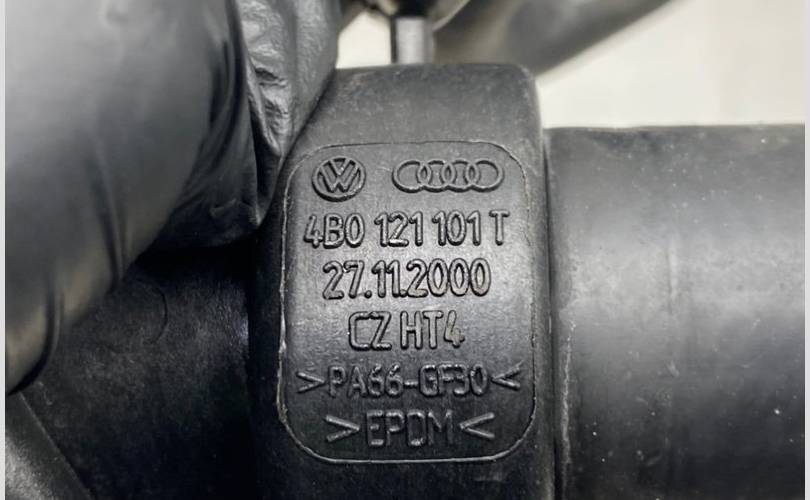 4B0 121 101 T
27.11.2000
CZ HT4
>PA66-GF30<
>EPDM<